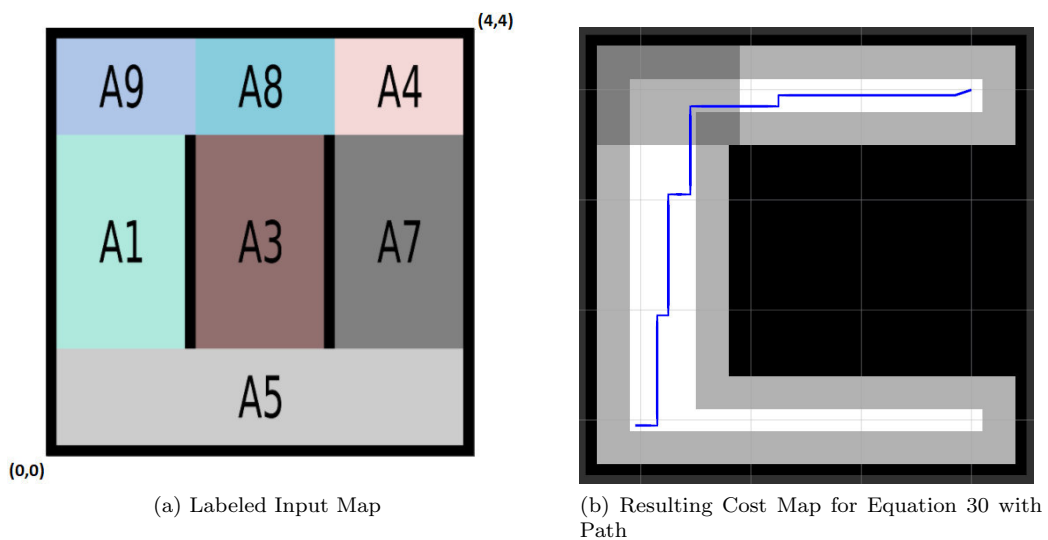 (4,4)
A9 A8 A4
A1 A3 A7
A5
(0,0)
(a) Labeled Input Map
(b) Resulting Cost Map for Equation 30 with
Path